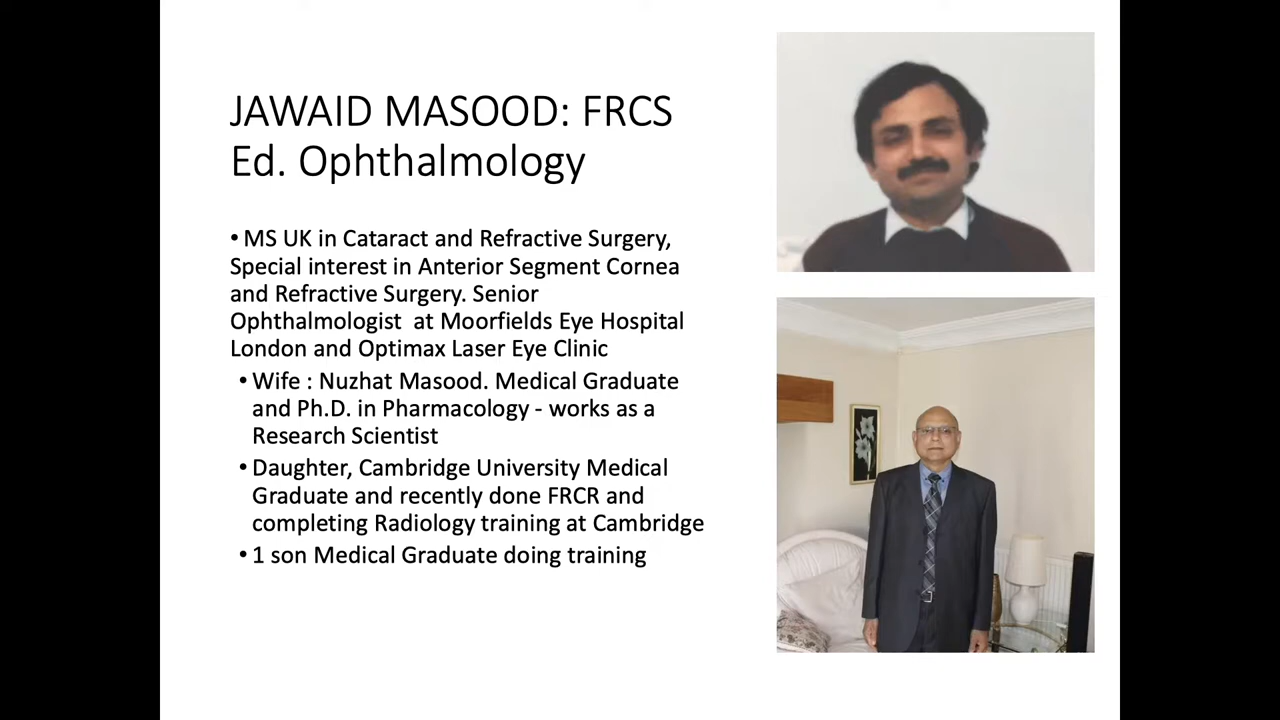 JAWAID MASOOD: FRCS
Ed. Ophthalmology
• MS UK in Cataract and Refractive Surgery,
Special interest in Anterior Segment Cornea
and Refractive Surgery. Senior
Ophthalmologist  at Moorfields Eye Hospital
London and Optimax Laser Eye Clinic
• Wife : Nuzhat Masood. Medical Graduate
and Ph.D. in Pharmacology - works as a
Research Scientist
• Daughter, Cambridge University Medical
Graduate and recently done FRCR and
completing Radiology training at Cambridge
• 1 son Medical Graduate doing training